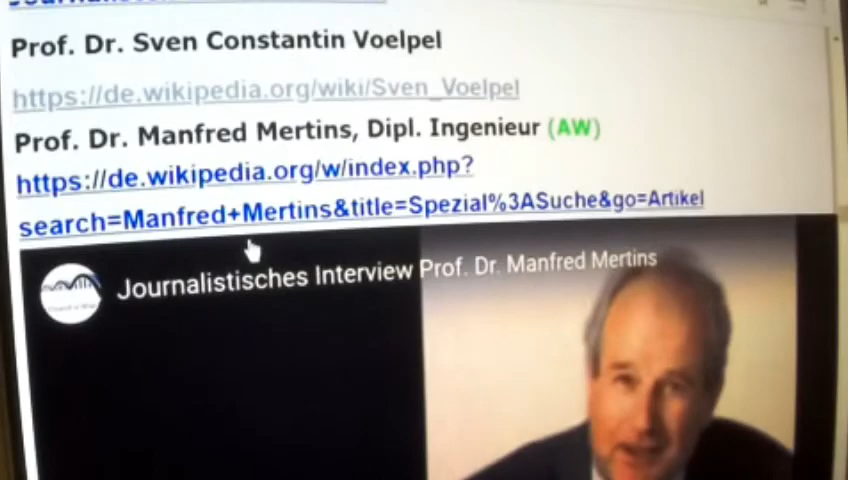 Prof. Dr. Sven Constantin Voelpel
https://de.wikipedia.org/wiki/Sven_Voelpel
Prof. Dr. Manfred Mertins, Dipl. Ingenieur (AW)
https://de.wikipedia.org/w/index.php?
search=Manfred+Mertins&title=Spezial%3ASuche&go=Artikel
Journalistisches Interview Prof. Dr. Manfred Mertins